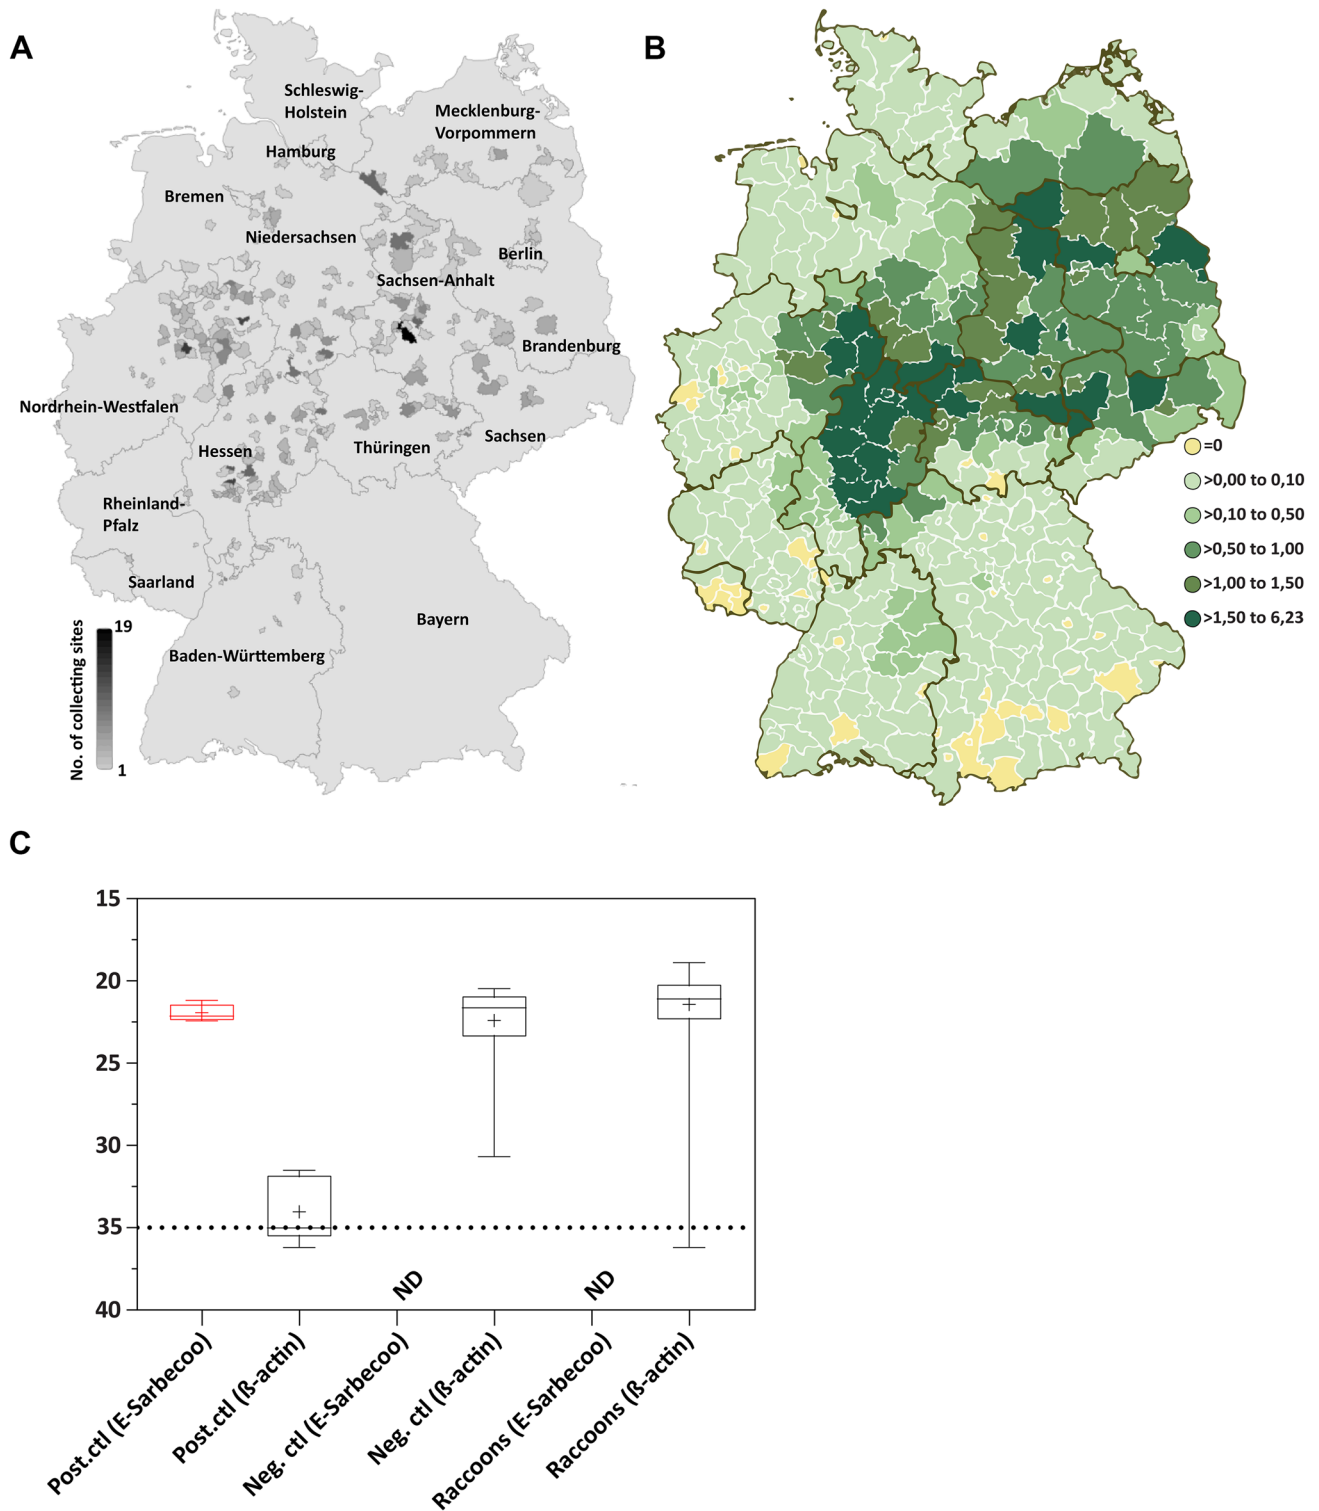 A
B
Schleswig-
Holstein
Mecklenburg-
Vorpommern
Hamburg
Bremen
Niedersachsen
Berlin
Sachsen-Anhalt
Brandenburg
Nordrhein-Westfalen
Sachsen
Thüringen
Hessen
Rheinland-
Pfalz
Saarland
Bayern
Baden-Württemberg
No. of collecting sites
19
1
=0
>0,00 to 0,10
>0,10 to 0,50
>0,50 to 1,00
>1,00 to 1,50
>1,50 to 6,23
C
15
20
25
30
35
40
ND
ND
Post.ctl (E-Sarbecoo)
Post.ctl (ß-actin)
Neg. ctl (E-Sarbecoo)
Neg. ctl (ß-actin)
Raccoons (E-Sarbecoo)
Raccoons (ß-actin)